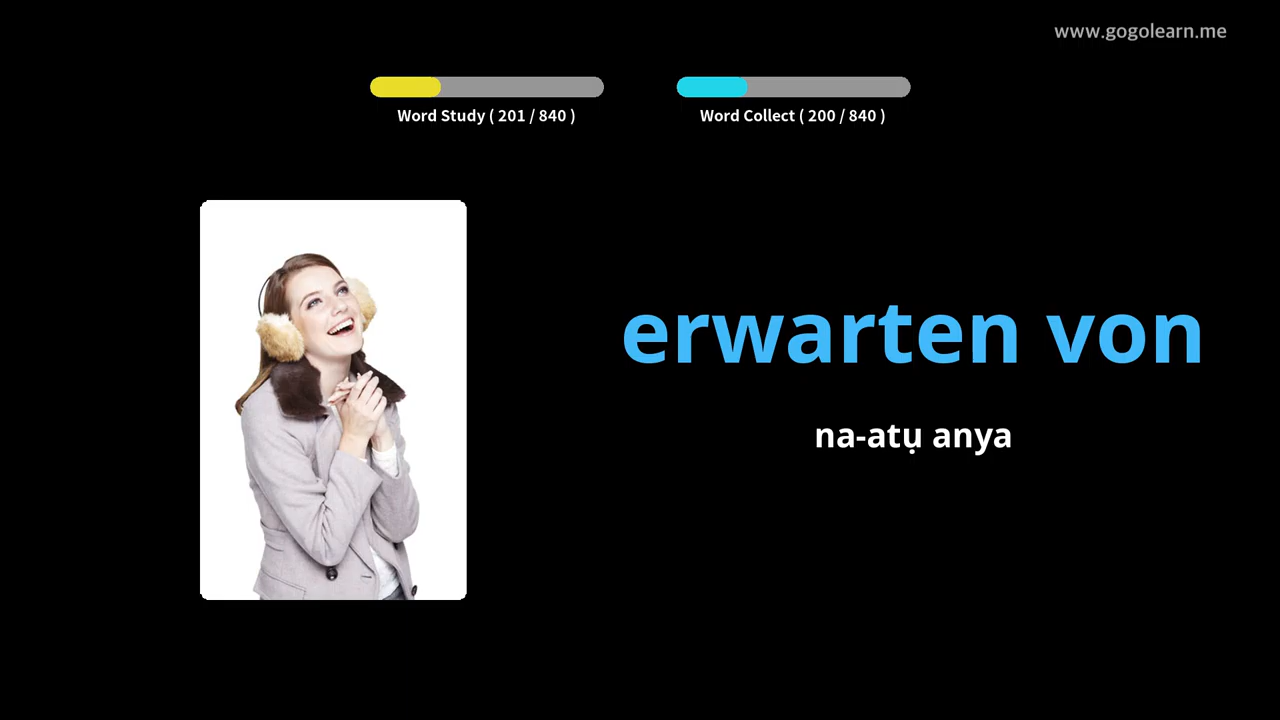 www.gogolearn.me
Word Study ( 201 / 840 )
Word Collect ( 200 / 840 )
erwarten von
na-atụ anya